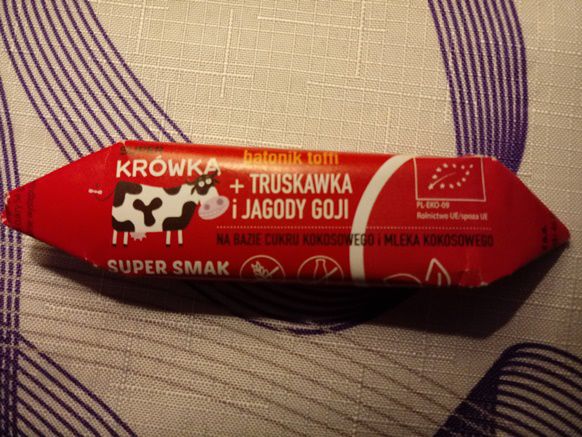 SUPER
KRÓWKA
batonik toffi
+ TRUSKAWKA
i JAGODY GOJI
NA BAZIE CUKRU KOKOSOWEGO i MLEKA KOKOSOWEGO
SUPER SMAK
PL-EKO-09
Rolnictwo UE/spoza UE